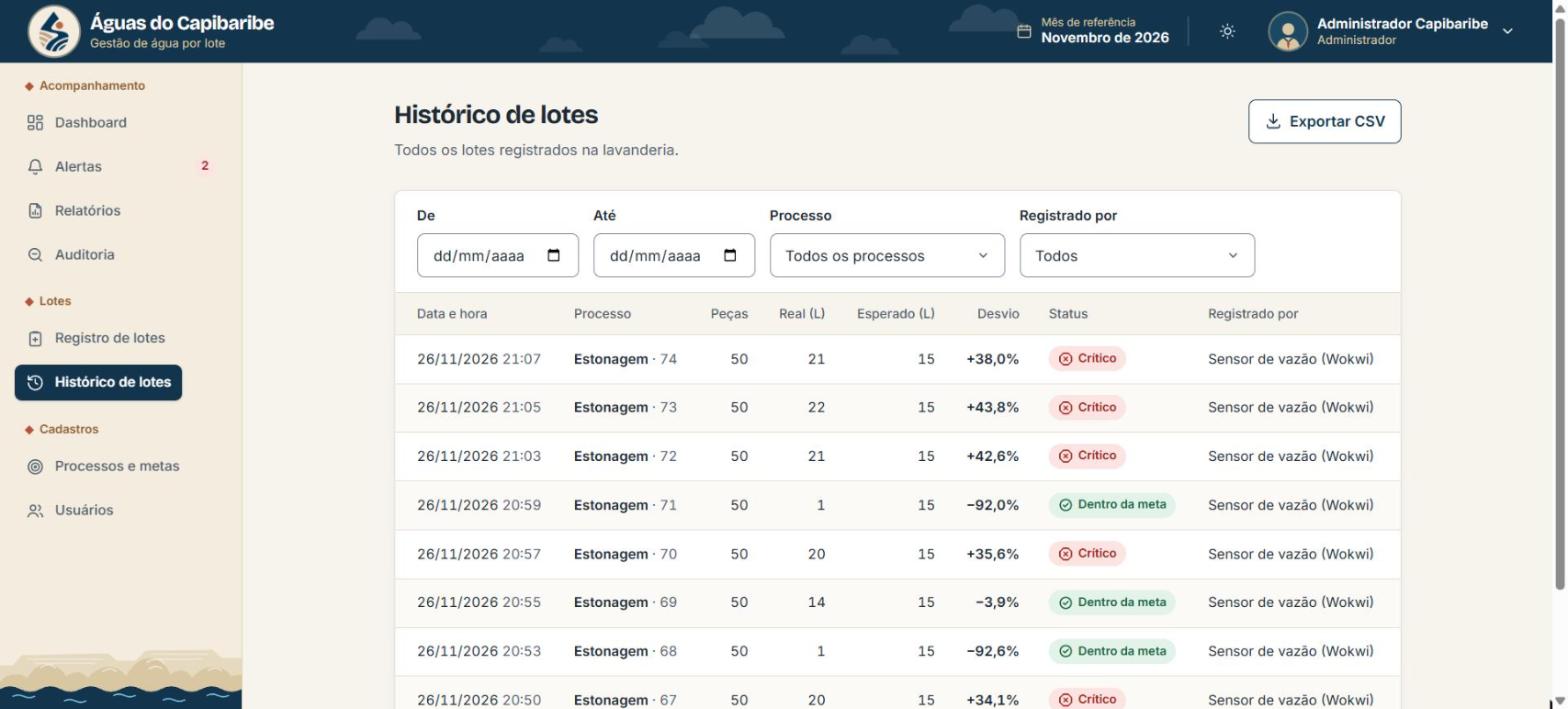 Águas do Capibaribe
Gestão de água por lote
Mês de referência
Novembro de 2026
Administrador Capibaribe
Administrador
Acompanhamento
Dashboard
Alertas 2
Relatórios
Auditoria
Lotes
Registro de lotes
Histórico de lotes
Cadastros
Processos e metas
Usuários
Histórico de lotes
Todos os lotes registrados na lavanderia.
Exportar CSV
De Até Processo Registrado por
dd/mm/aaaa dd/mm/aaaa Todos os processos Todos
Data e hora Processo Peças Real (L) Esperado (L) Desvio Status Registrado por
26/11/2026 21:07 Estonagem · 74 50 21 15 +38,0% Crítico Sensor de vazão (Wokwi)
26/11/2026 21:05 Estonagem · 73 50 22 15 +43,8% Crítico Sensor de vazão (Wokwi)
26/11/2026 21:03 Estonagem · 72 50 21 15 +42,6% Crítico Sensor de vazão (Wokwi)
26/11/2026 20:59 Estonagem · 71 50 1 15 −92,0% Dentro da meta Sensor de vazão (Wokwi)
26/11/2026 20:57 Estonagem · 70 50 20 15 +35,6% Crítico Sensor de vazão (Wokwi)
26/11/2026 20:55 Estonagem · 69 50 14 15 −3,9% Dentro da meta Sensor de vazão (Wokwi)
26/11/2026 20:53 Estonagem · 68 50 1 15 −92,6% Dentro da meta Sensor de vazão (Wokwi)
26/11/2026 20:50 Estonagem · 67 50 20 15 +34,1% Crítico Sensor de vazão (Wokwi)